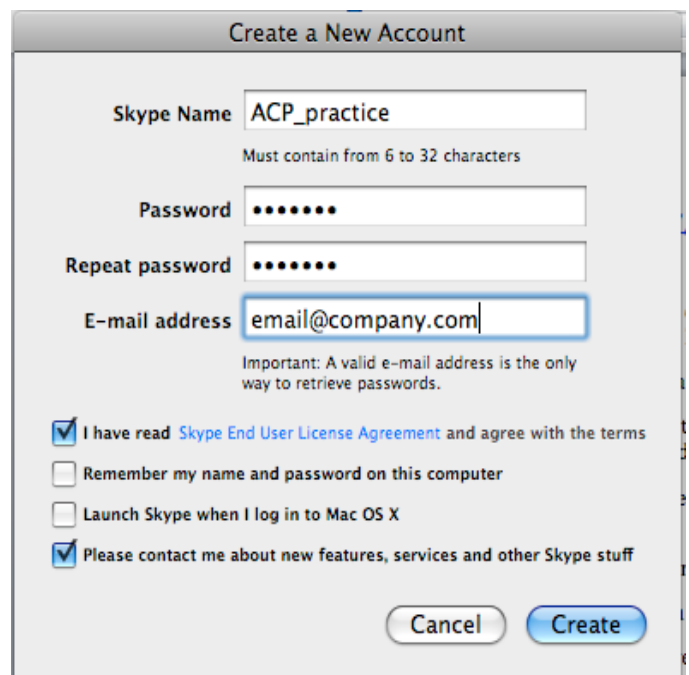 Create a New Account
Skype Name ACP_practice
Must contain from 6 to 32 characters
Password •••••••
Repeat password •••••••
E-mail address email@company.com
Important: A valid e-mail address is the only
way to retrieve passwords.
I have read Skype End User License Agreement and agree with the terms
Remember my name and password on this computer
Launch Skype when I log in to Mac OS X
Please contact me about new features, services and other Skype stuff
Cancel Create